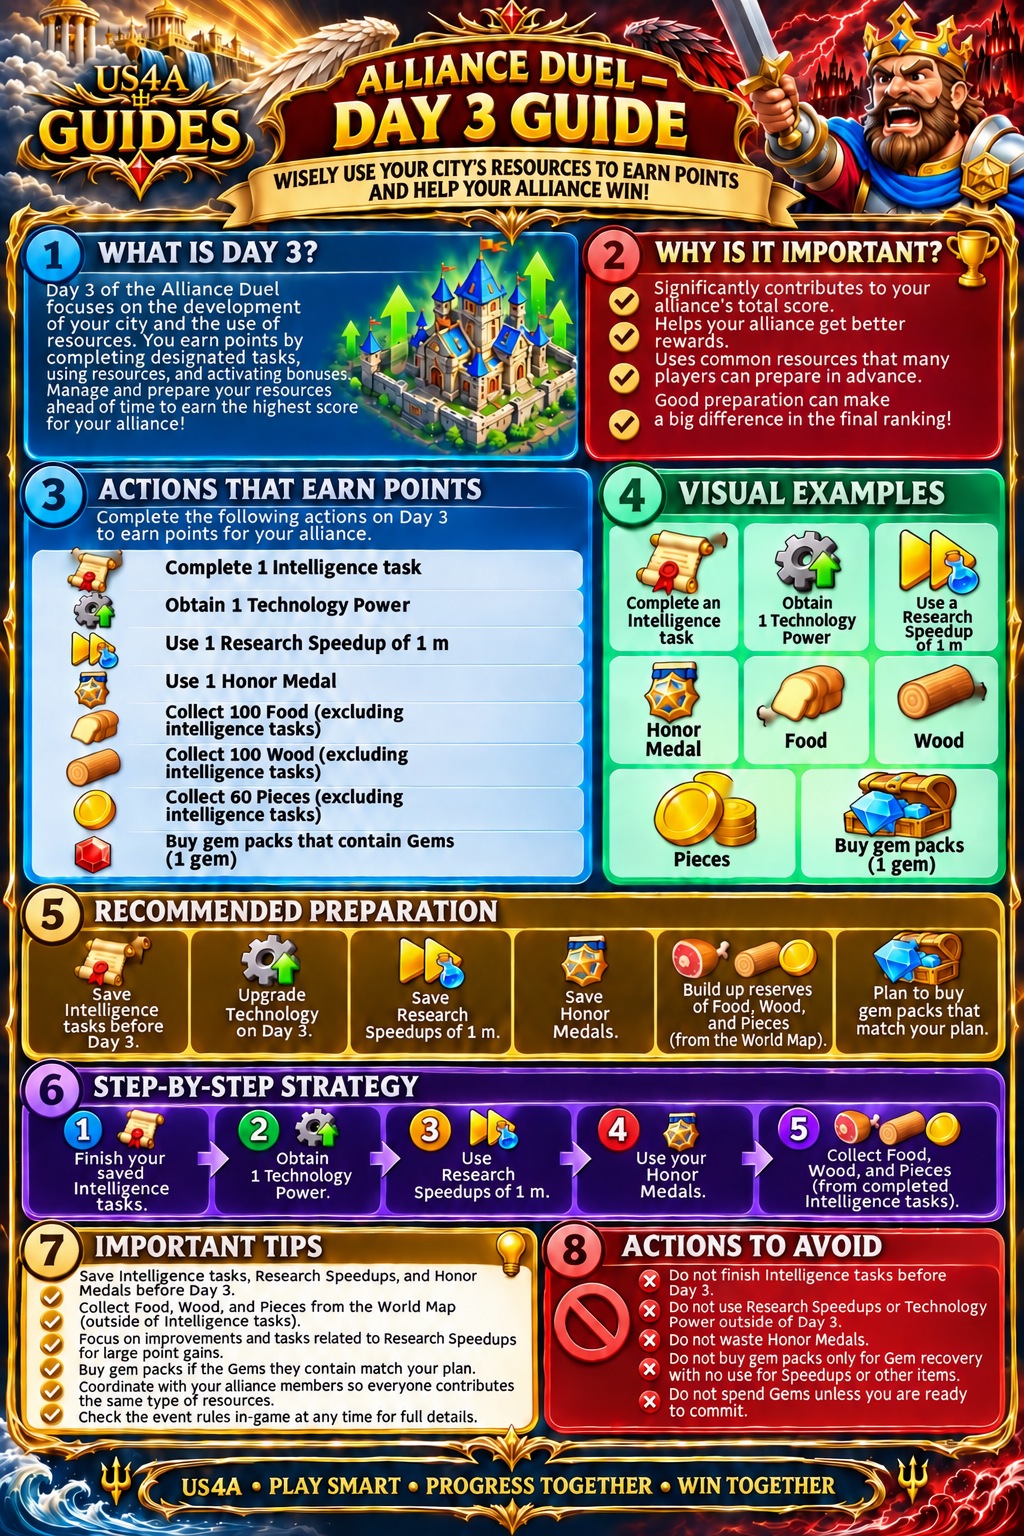 US4A
GUIDES
ALLIANCE DUEL –
DAY 3 GUIDE
WISELY USE YOUR CITY'S RESOURCES TO EARN POINTS
AND HELP YOUR ALLIANCE WIN!
1 WHAT IS DAY 3?
Day 3 of the Alliance Duel
focuses on the development
of your city and the use of
resources. You earn points by
completing designated tasks,
using resources, and activating bonuses.
Manage and prepare your resources
ahead of time to earn the highest score
for your alliance!
2 WHY IS IT IMPORTANT?
Significantly contributes to your
alliance's total score.
Helps your alliance get better
rewards.
Uses common resources that many
players can prepare in advance.
Good preparation can make
a big difference in the final ranking!
3 ACTIONS THAT EARN POINTS
Complete the following actions on Day 3
to earn points for your alliance.
Complete 1 Intelligence task
Obtain 1 Technology Power
Use 1 Research Speedup of 1 m
Use 1 Honor Medal
Collect 100 Food (excluding
intelligence tasks)
Collect 100 Wood (excluding
intelligence tasks)
Collect 60 Pieces (excluding
intelligence tasks)
Buy gem packs that contain Gems
(1 gem)
4 VISUAL EXAMPLES
Complete an
Intelligence
task
Obtain
1 Technology
Power
Use a
Research
Speedup
of 1 m
Honor
Medal
Food
Wood
Pieces
Buy gem packs
(1 gem)
5 RECOMMENDED PREPARATION
Save
Intelligence
tasks before
Day 3.
Upgrade
Technology
on Day 3.
Save
Research
Speedups of 1 m.
Save
Honor
Medals.
Build up reserves
of Food, Wood,
and Pieces
(from the World Map).
Plan to buy
gem packs that
match your plan.
6 STEP-BY-STEP STRATEGY
1
Finish your
saved
Intelligence
tasks.
2
Obtain
1 Technology
Power.
3
Use
Research
Speedups of 1 m.
4
Use your
Honor
Medals.
5
Collect Food,
Wood, and Pieces
(from completed
Intelligence tasks).
7 IMPORTANT TIPS
Save Intelligence tasks, Research Speedups, and Honor
Medals before Day 3.
Collect Food, Wood, and Pieces from the World Map
(outside of Intelligence tasks).
Focus on improvements and tasks related to Research Speedups
for large point gains.
Buy gem packs if the Gems they contain match your plan.
Coordinate with your alliance members so everyone contributes
the same type of resources.
Check the event rules in-game at any time for full details.
8 ACTIONS TO AVOID
Do not finish Intelligence tasks before
Day 3.
Do not use Research Speedups or Technology
Power outside of Day 3.
Do not waste Honor Medals.
Do not buy gem packs only for Gem recovery
with no use for Speedups or other items.
Do not spend Gems unless you are ready
to commit.
US4A • PLAY SMART • PROGRESS TOGETHER • WIN TOGETHER